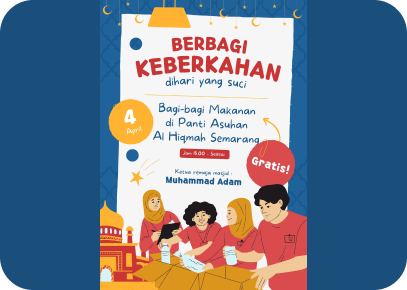 BERBAGI
KEBERKAHAN
dihari yang suci
4
April
Bagi-bagi Makanan
di Panti Asuhan
Al Hiqmah Semarang
Jam 15.00 - Selesai
Gratis!
Ketua remaja masjid :
Muhammad Adam